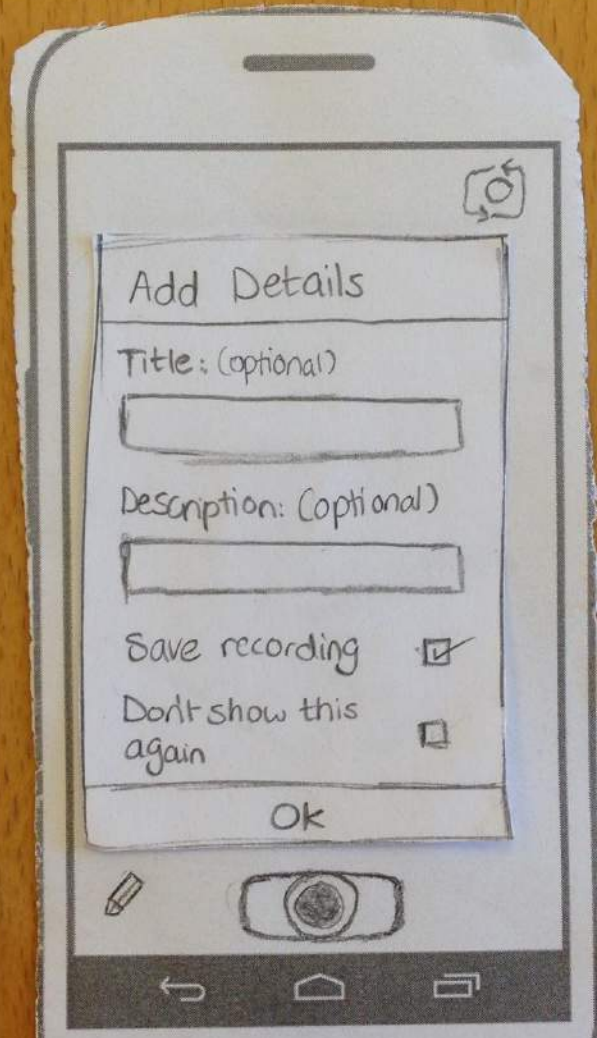 Add Details
Title: (optional)
Description: (optional)
Save recording
Don't show this
again
Ok